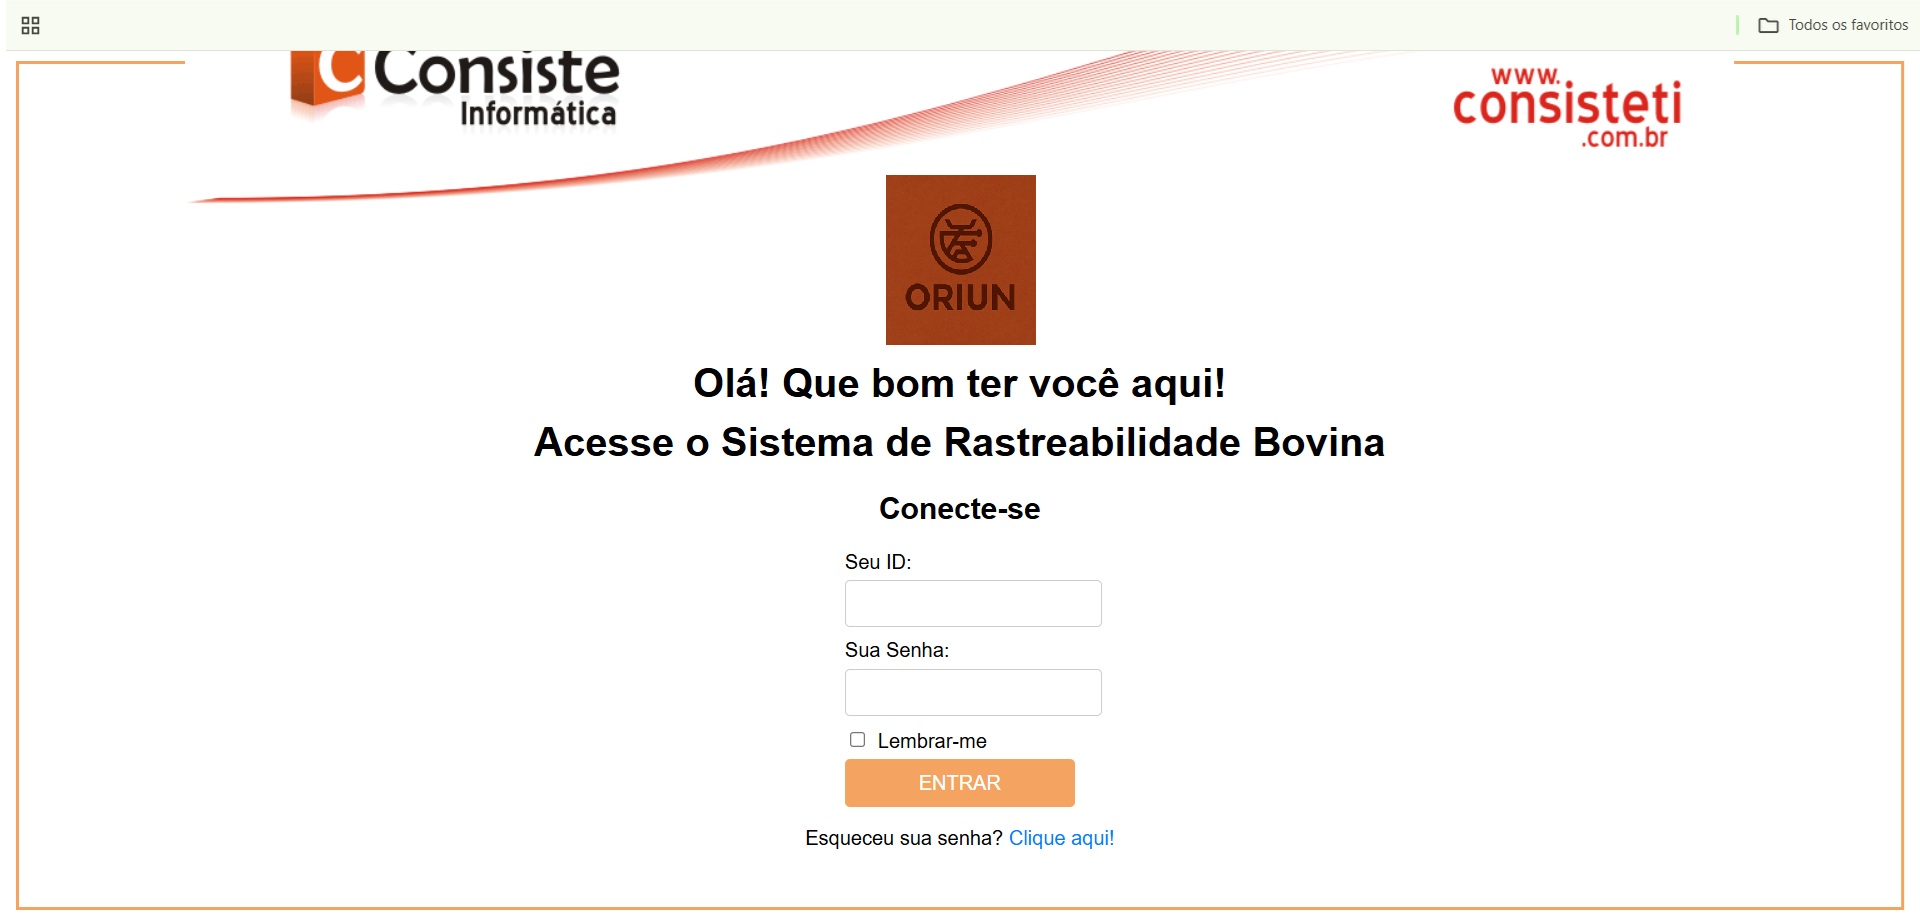 Todos os favoritos
Consiste
Informática
www.
consisteti
.com.br
ORIUN
Olá! Que bom ter você aqui!
Acesse o Sistema de Rastreabilidade Bovina
Conecte-se
Seu ID:
Sua Senha:
Lembrar-me
ENTRAR
Esqueceu sua senha? Clique aqui!